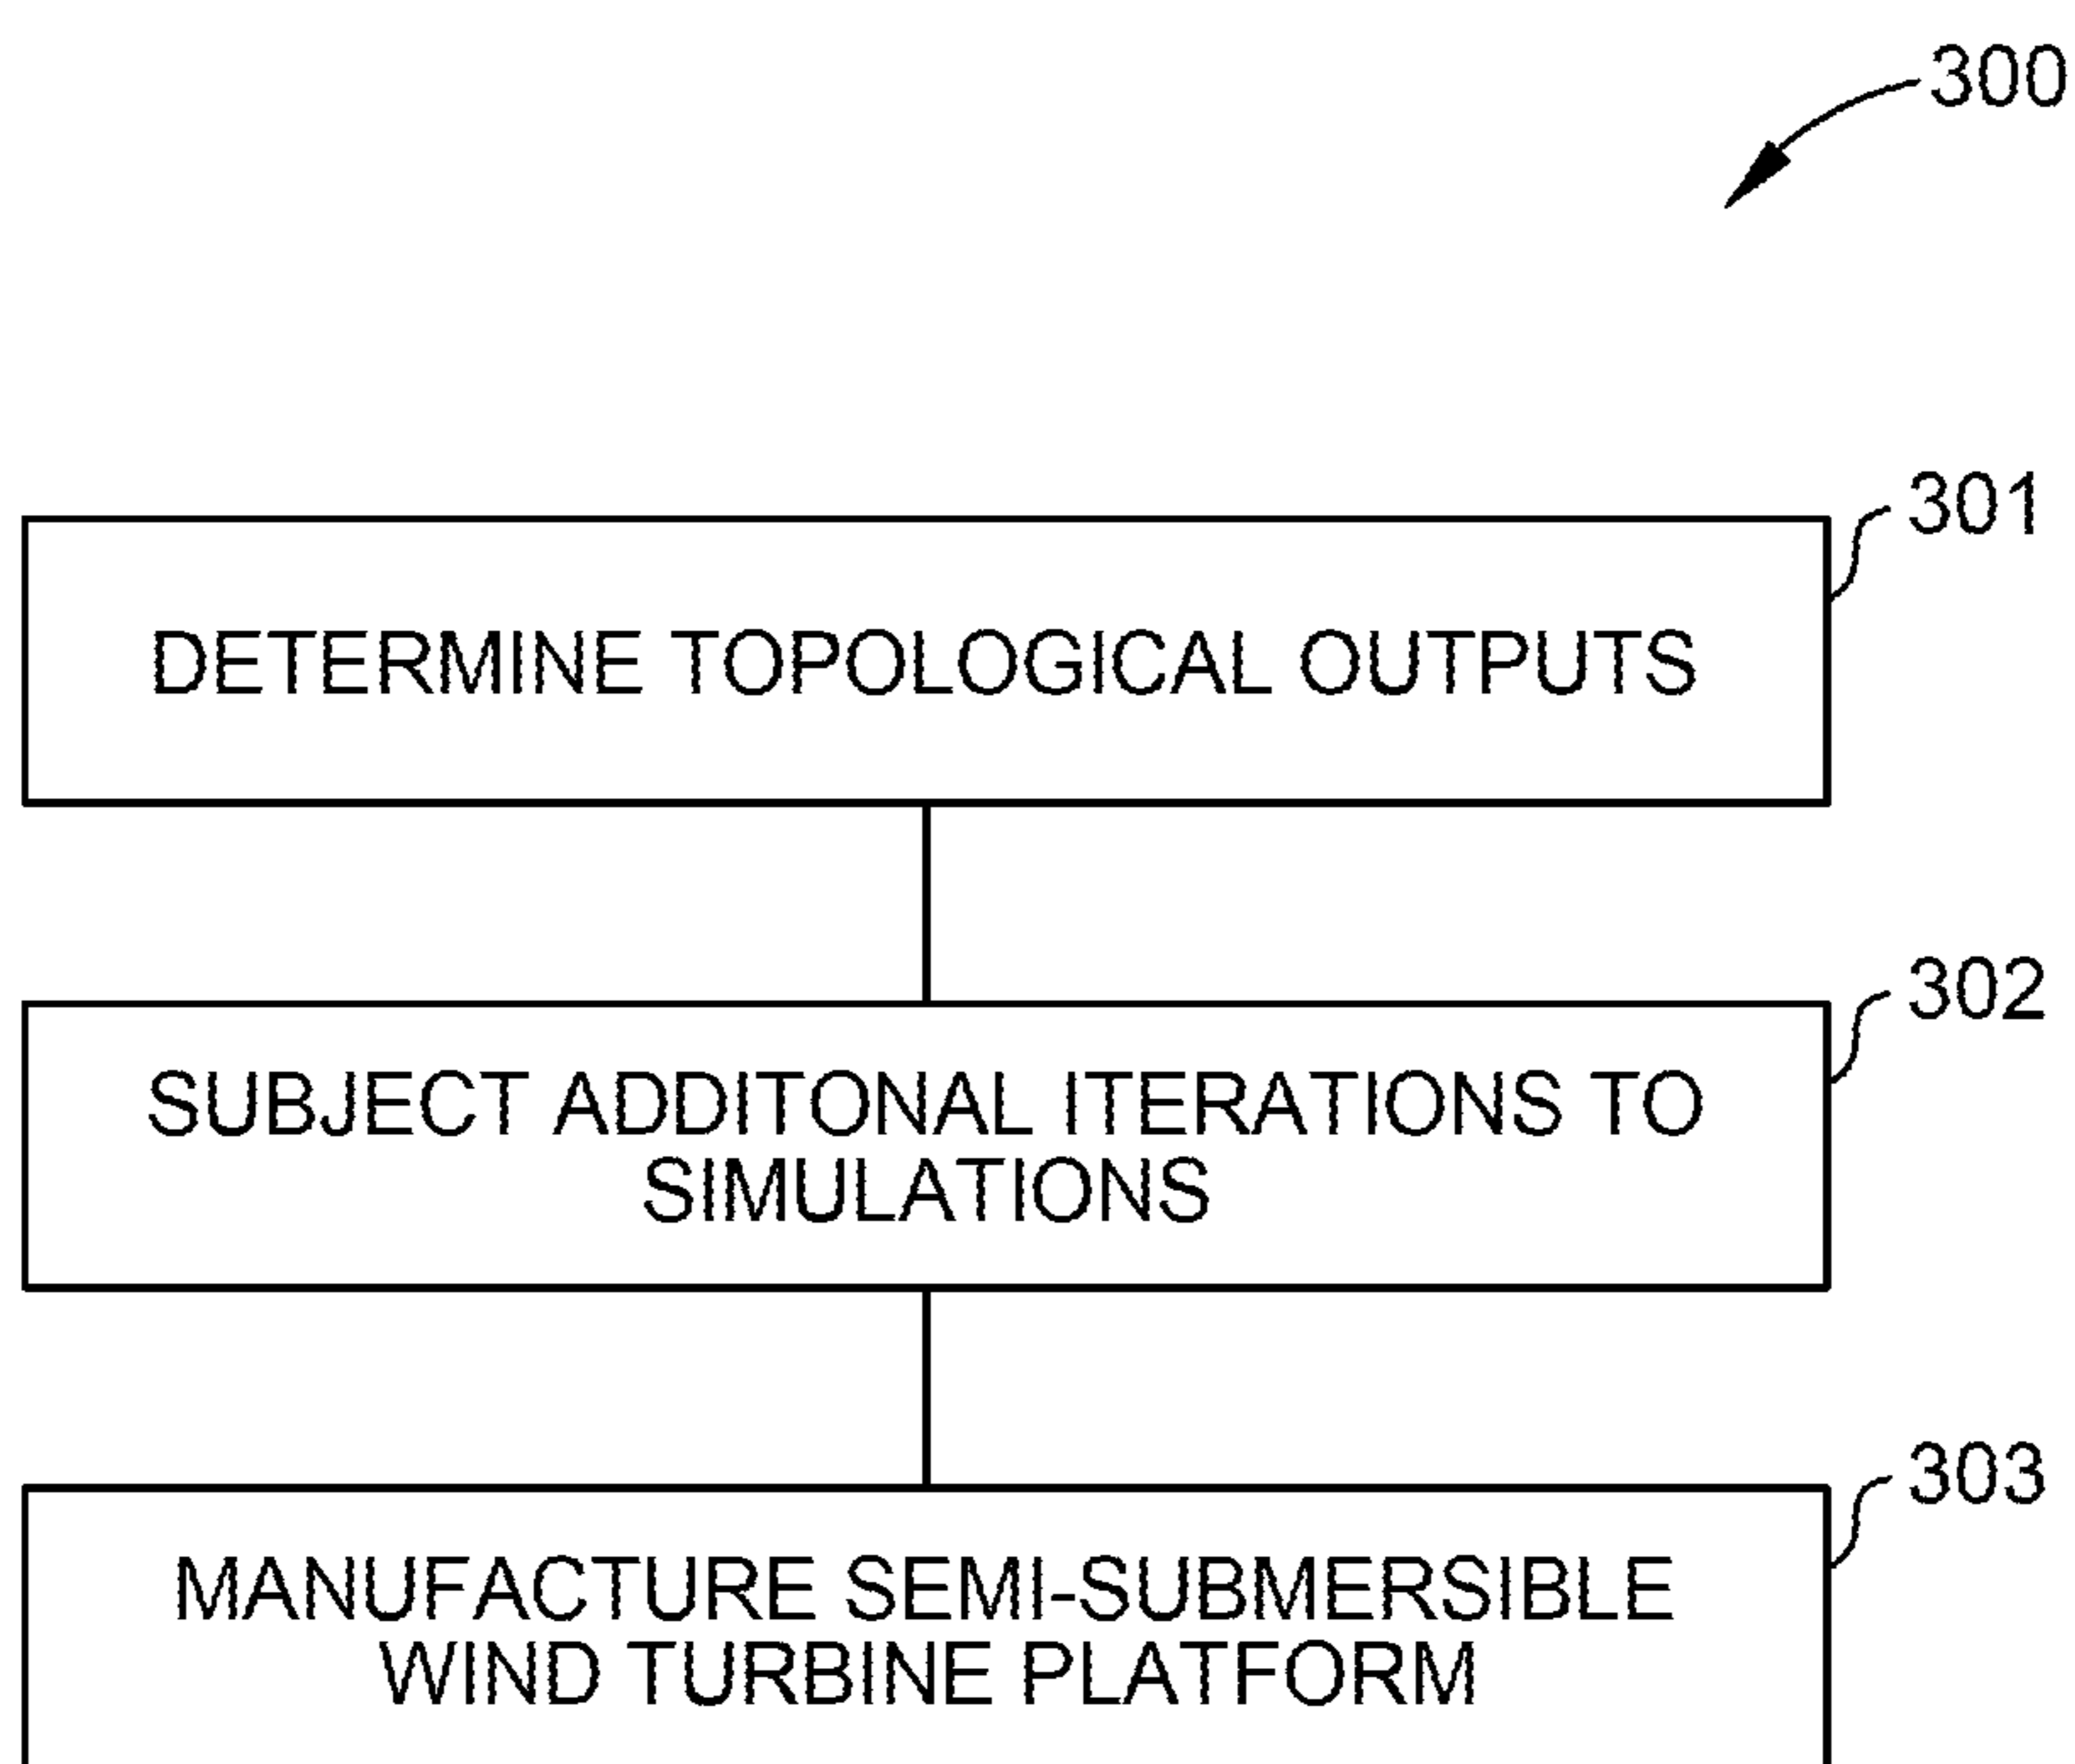 300
301
DETERMINE TOPOLOGICAL OUTPUTS
302
SUBJECT ADDITONAL ITERATIONS TO
SIMULATIONS
303
MANUFACTURE SEMI-SUBMERSIBLE
WIND TURBINE PLATFORM